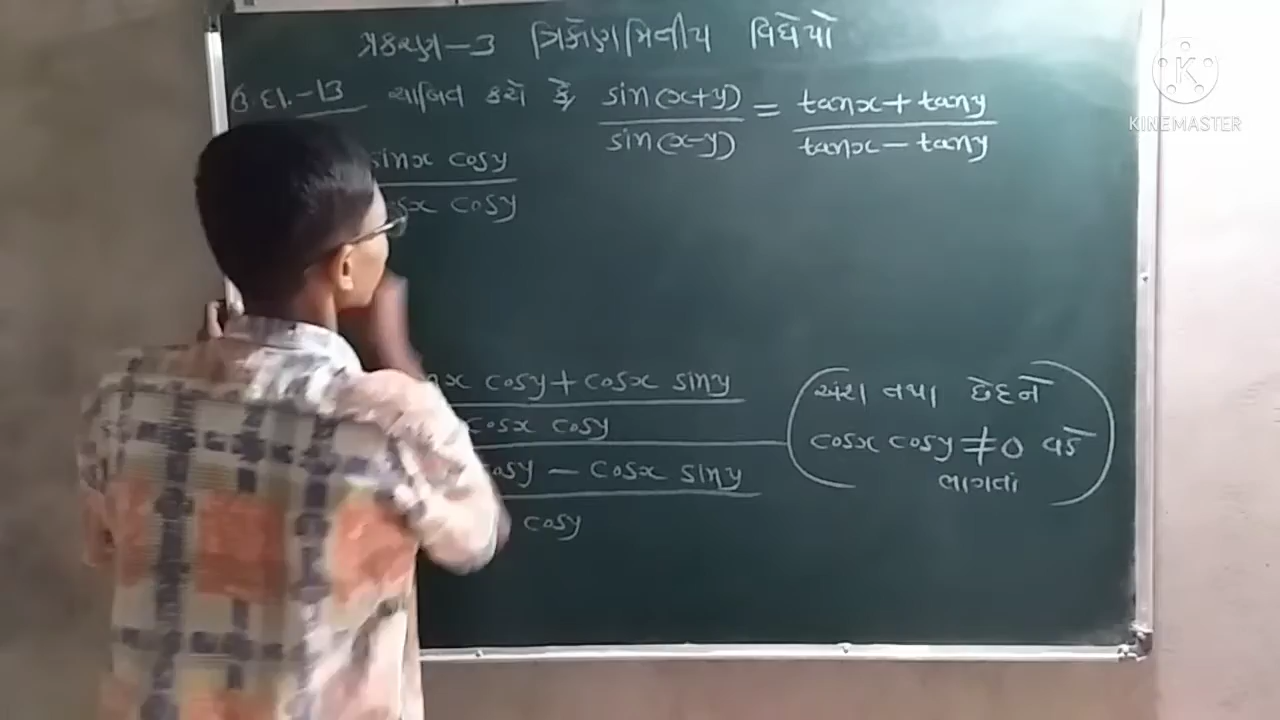 પ્રકરણ-3 ત્રિકોણમિતીય વિધેયો
ઉદા.-13 સાબિત કરો કે, sin(x+y) / sin(x-y) = tanx + tany / tanx - tany
sinx cosy
cosx cosy
cosy + cosx siny
cosx cosy
cosy - cosx siny
cosy
(અંશ તથા છેદને
cosx cosy ≠ 0 વડે
ભાગતાં)
KINEMASTER